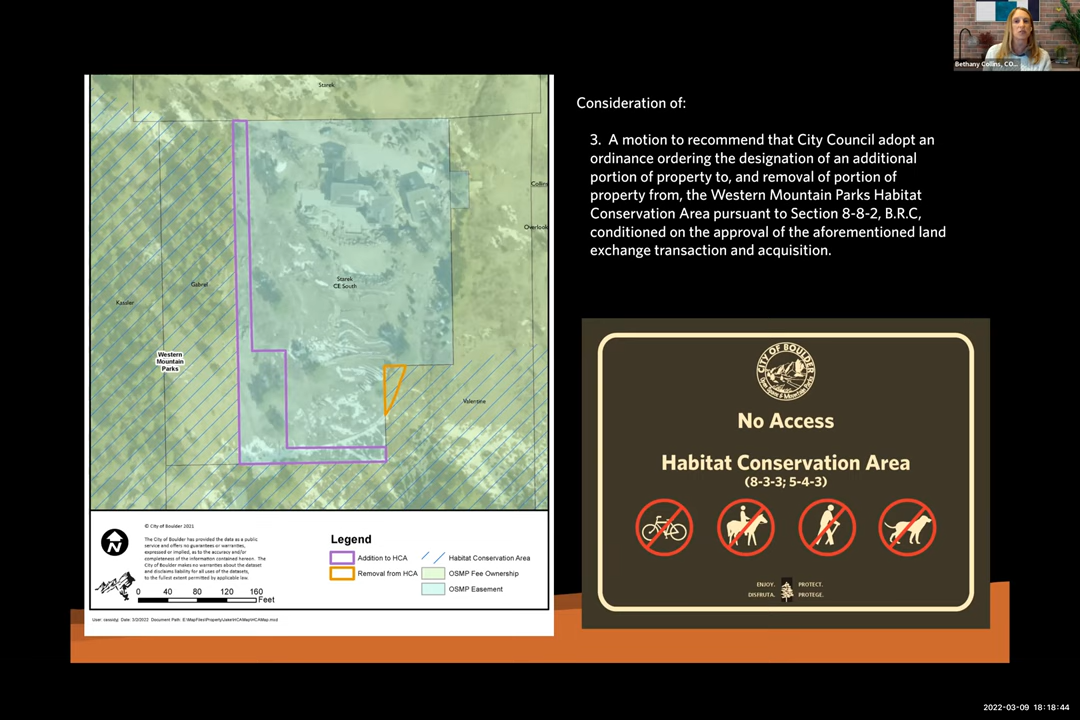 Bethany Collins, CO...
Starek
Collins
Overlook
Starek
CE South
Gabriel
Kassler
Western
Mountain
Parks
Valentine
© City of Boulder 2021
The City of Boulder has provided the data as a public
service and offers no guarantees or warranties,
expressed or implied, as to the accuracy and/or
completeness of the information contained herein. The
City of Boulder makes no warranties about the dataset
and disclaims liability for all uses of the datasets,
to the fullest extent permitted by applicable law.
N
0 40 80 120 160
Feet
Legend
Addition to HCA
Removal from HCA
Habitat Conservation Area
OSMP Fee Ownership
OSMP Easement
Consideration of:
3. A motion to recommend that City Council adopt an
ordinance ordering the designation of an additional
portion of property to, and removal of portion of
property from, the Western Mountain Parks Habitat
Conservation Area pursuant to Section 8-8-2, B.R.C,
conditioned on the approval of the aforementioned land
exchange transaction and acquisition.
CITY OF BOULDER
Open Space & Mountain Parks
No Access
Habitat Conservation Area
(8-3-3; 5-4-3)
ENJOY. PROTECT.
DISFRUTA. PROTEGE.
2022-03-09 18:18:44